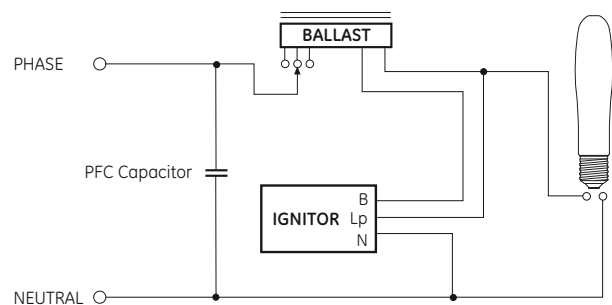 BALLAST
PHASE
PFC Capacitor
B
IGNITOR Lp
N
NEUTRAL